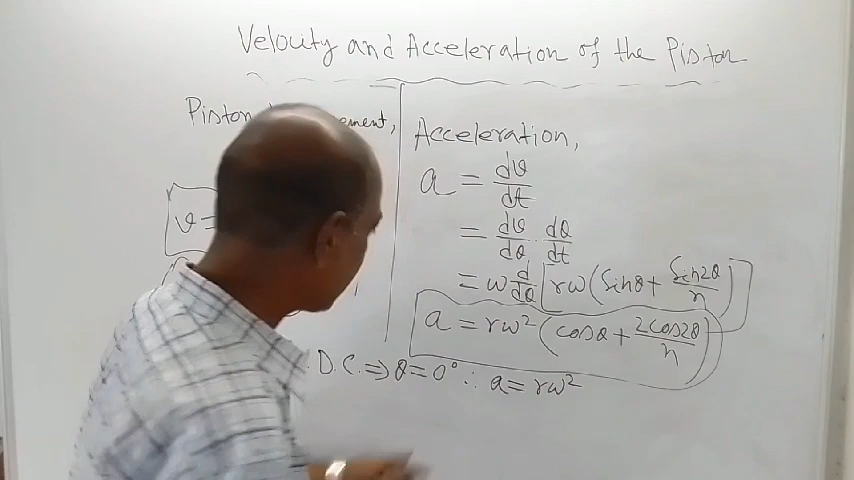 Velocity and Acceleration of the Piston
Piston
ement,
v =
Acceleration,
a = dv/dt
= dv/dθ · dθ/dt
= ω d/dθ [rω(Sinθ + Sin2θ/n)]
a = rω² (cosθ + 2cos2θ/n)
D.C. ⇒ θ = 0° ∴ a = rω²